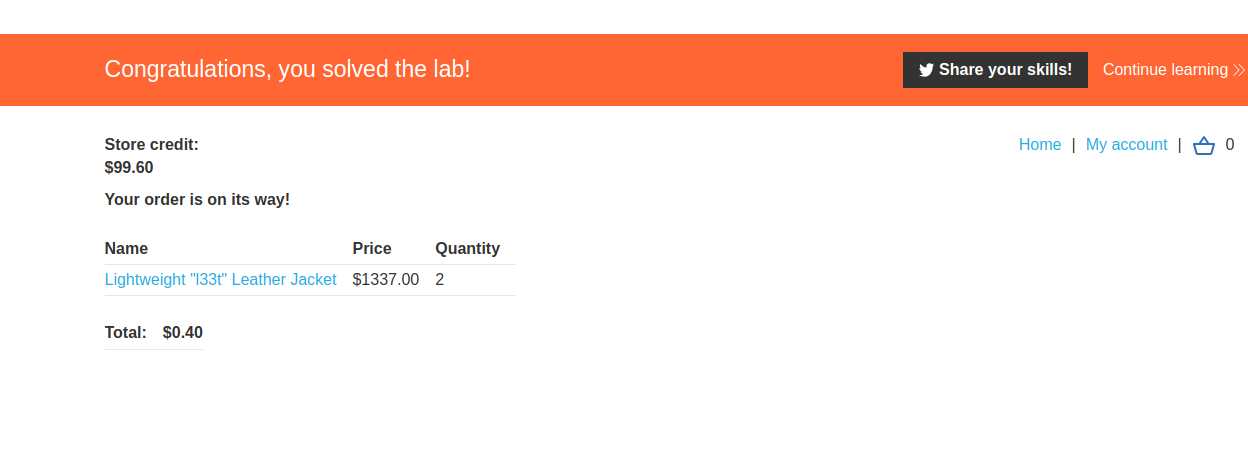 Congratulations, you solved the lab!
Share your skills!
Continue learning
Store credit:
$99.60
Home | My account | 0
Your order is on its way!
Name Price Quantity
Lightweight "l33t" Leather Jacket $1337.00 2
Total: $0.40